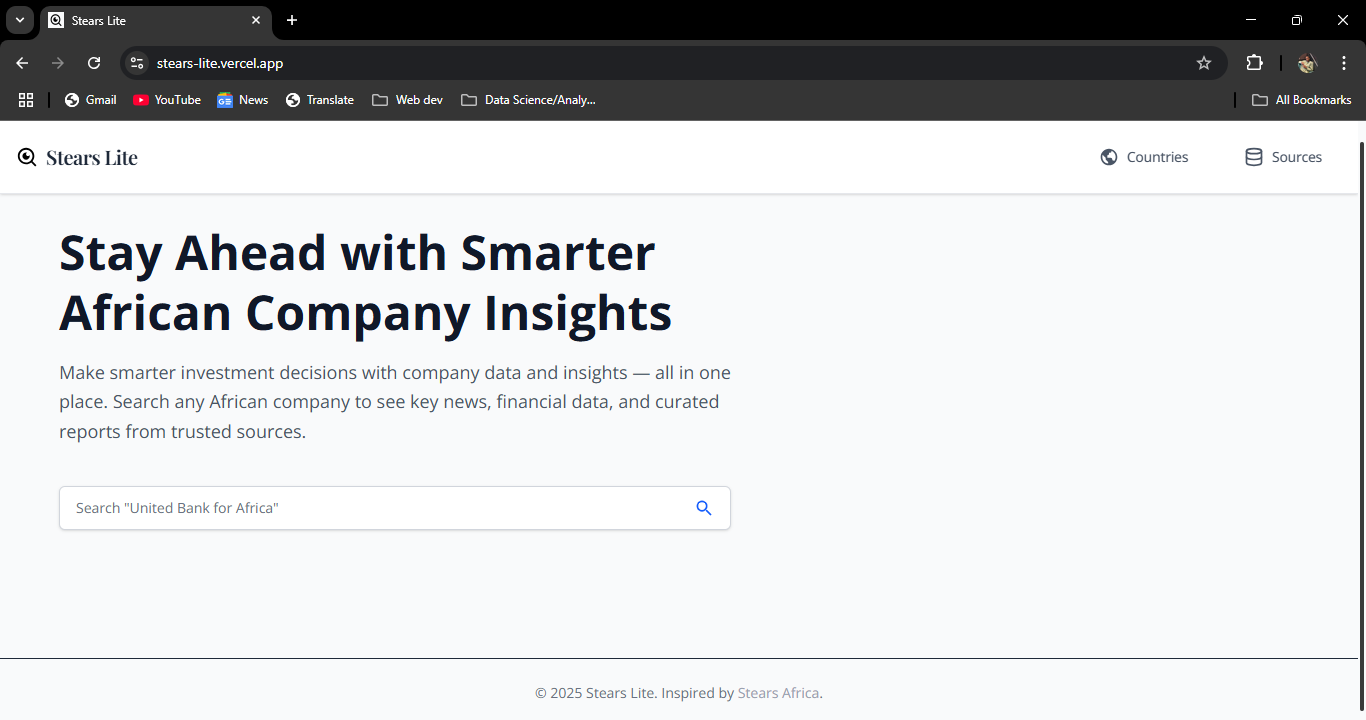 Stears Lite
stears-lite.vercel.app
Gmail YouTube News Translate Web dev Data Science/Analy... All Bookmarks
Stears Lite Countries Sources
Stay Ahead with Smarter
African Company Insights
Make smarter investment decisions with company data and insights — all in one
place. Search any African company to see key news, financial data, and curated
reports from trusted sources.
Search "United Bank for Africa"
© 2025 Stears Lite. Inspired by Stears Africa.